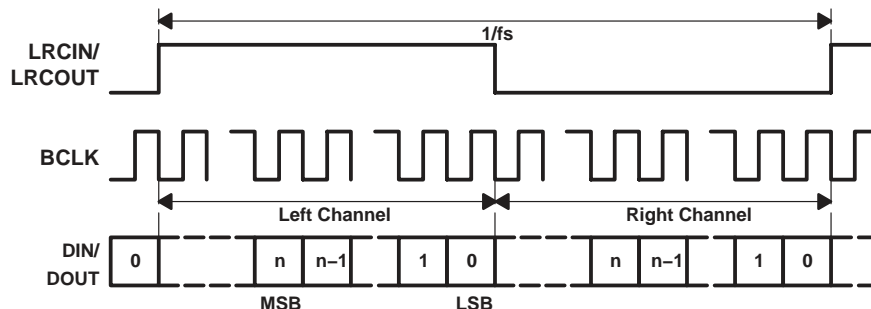 1/fs
LRCIN/
LRCOUT
BCLK
Left Channel
Right Channel
DIN/
DOUT
0 n n–1 1 0 n n–1 1 0
MSB LSB